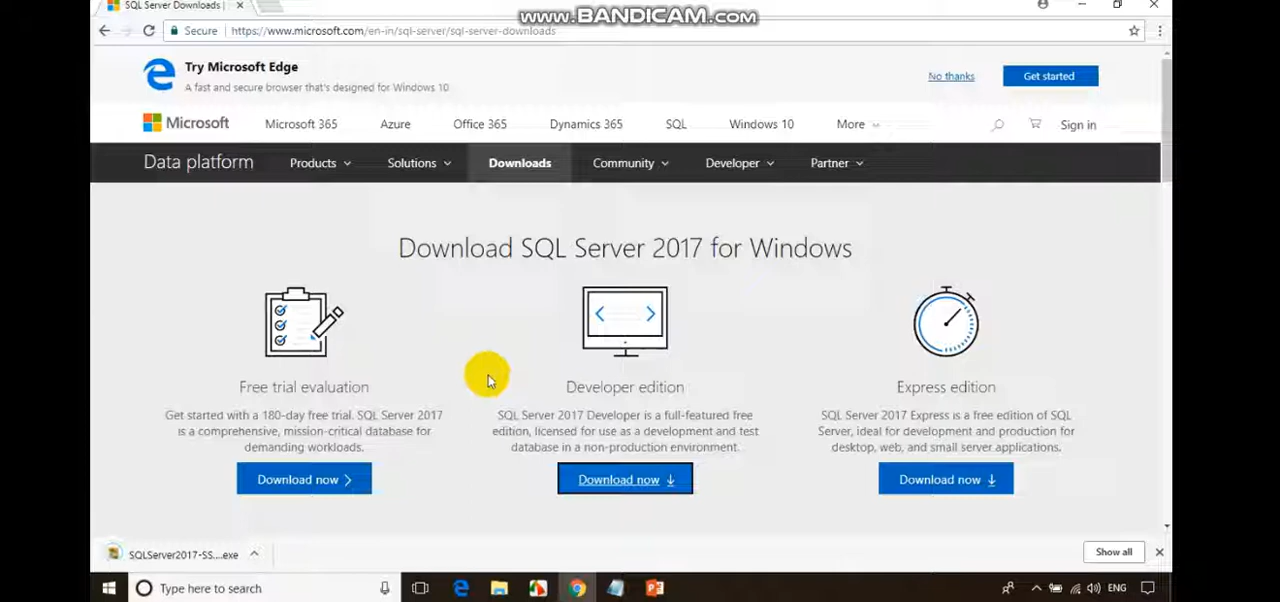 SQL Server Downloads |
www.BANDICAM.com
Secure
https://www.microsoft.com/en-in/sql-server/sql-server-downloads
Try Microsoft Edge
A fast and secure browser that's designed for Windows 10
No thanks
Get started
Microsoft
Microsoft 365
Azure
Office 365
Dynamics 365
SQL
Windows 10
More
Sign in
Data platform
Products
Solutions
Downloads
Community
Developer
Partner
Download SQL Server 2017 for Windows
Free trial evaluation
Get started with a 180-day free trial. SQL Server 2017
is a comprehensive, mission-critical database for
demanding workloads.
Download now
Developer edition
SQL Server 2017 Developer is a full-featured free
edition, licensed for use as a development and test
database in a non-production environment.
Download now
Express edition
SQL Server 2017 Express is a free edition of SQL
Server, ideal for development and production for
desktop, web, and small server applications.
Download now
SQLServer2017-SS....exe
Show all
Type here to search
ENG